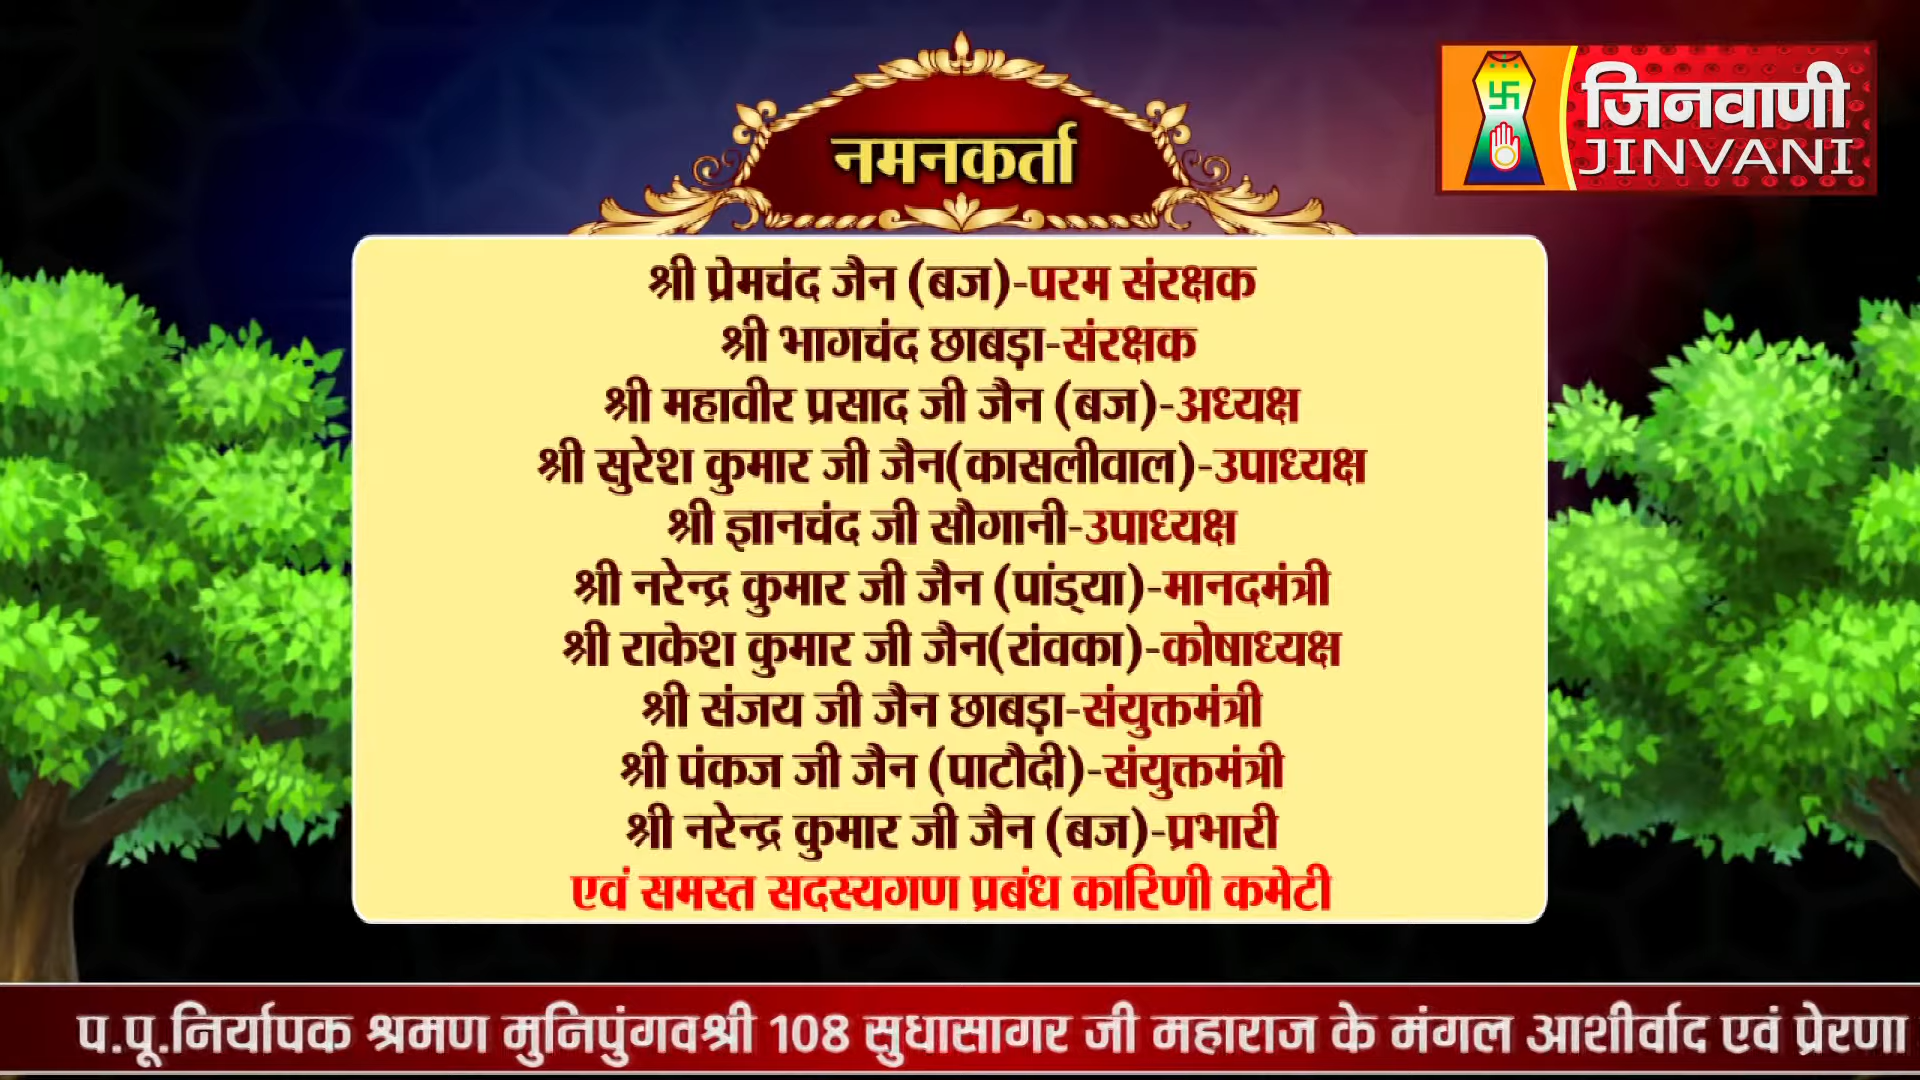 नमनकर्ता
जिनवाणी
JINVANI
श्री प्रेमचंद जैन (बज)-परम संरक्षक
श्री भागचंद छाबड़ा-संरक्षक
श्री महावीर प्रसाद जी जैन (बज)-अध्यक्ष
श्री सुरेश कुमार जी जैन(कासलीवाल)-उपाध्यक्ष
श्री ज्ञानचंद जी सौगानी-उपाध्यक्ष
श्री नरेन्द्र कुमार जी जैन (पांड्या)-मानदमंत्री
श्री राकेश कुमार जी जैन(रांवका)-कोषाध्यक्ष
श्री संजय जी जैन छाबड़ा-संयुक्तमंत्री
श्री पंकज जी जैन (पाटौदी)-संयुक्तमंत्री
श्री नरेन्द्र कुमार जी जैन (बज)-प्रभारी
एवं समस्त सदस्यगण प्रबंध कारिणी कमेटी
प.पू.निर्यापक श्रमण मुनिपुंगवश्री 108 सुधासागर जी महाराज के मंगल आशीर्वाद एवं प्रेरणा